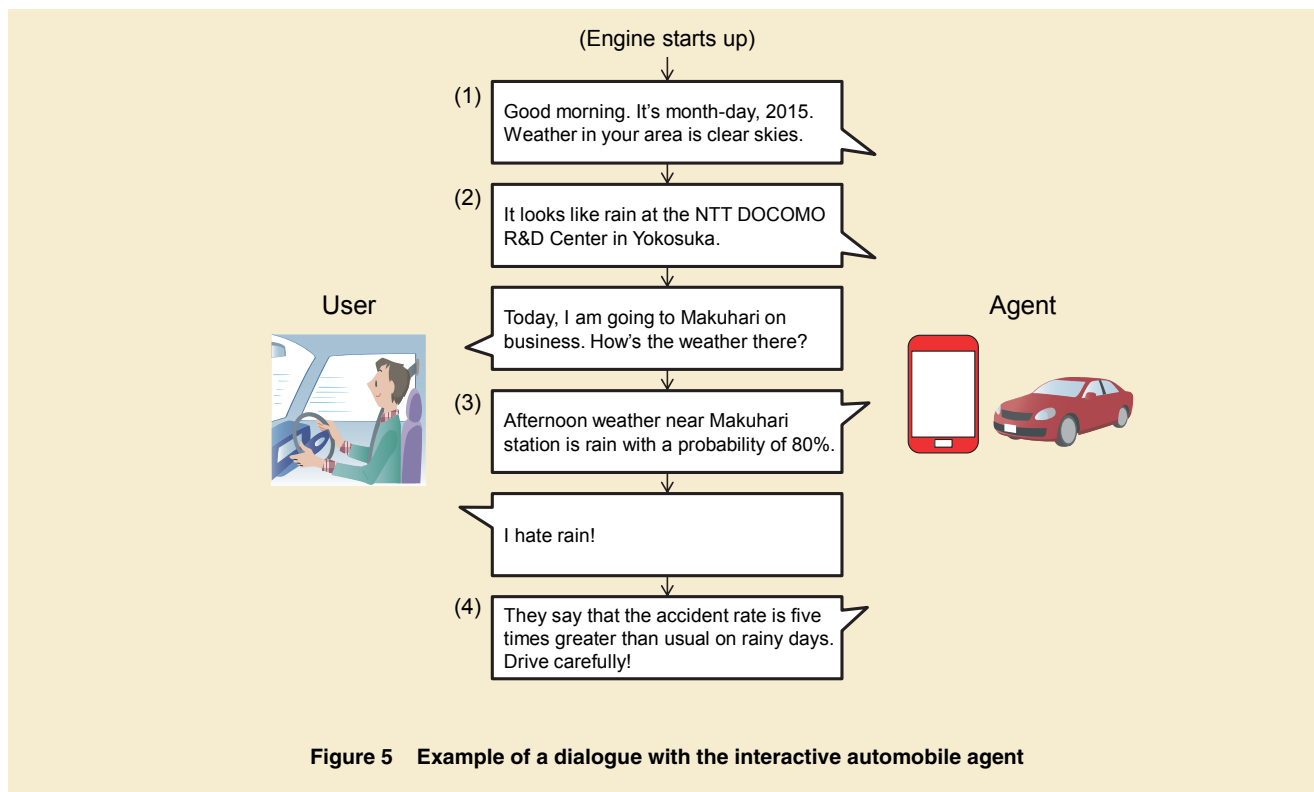 (Engine starts up)
(1)
Good morning. It's month-day, 2015.
Weather in your area is clear skies.
(2)
It looks like rain at the NTT DOCOMO
R&D Center in Yokosuka.
User
Agent
Today, I am going to Makuhari on
business. How's the weather there?
(3)
Afternoon weather near Makuhari
station is rain with a probability of 80%.
I hate rain!
(4)
They say that the accident rate is five
times greater than usual on rainy days.
Drive carefully!
Figure 5 Example of a dialogue with the interactive automobile agent